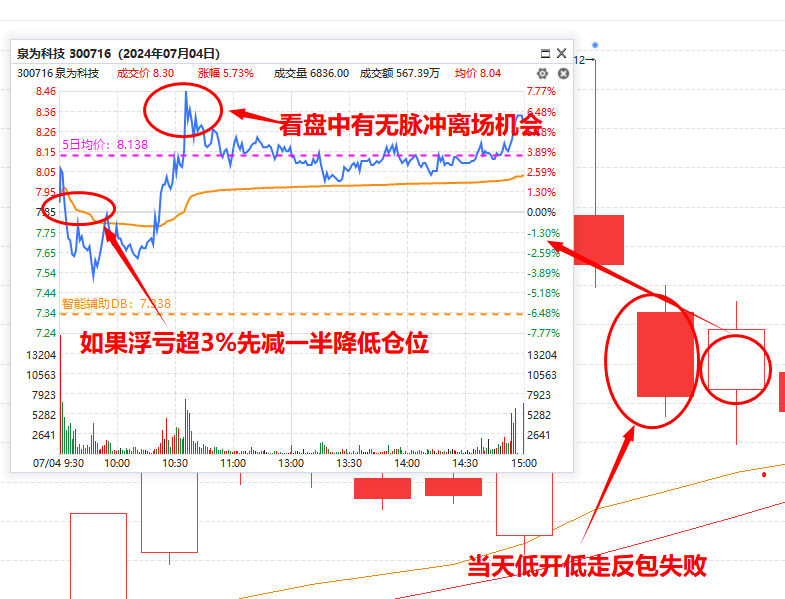 泉为科技 300716（2024年07月04日）
300716 泉为科技 成交价 8.30 涨幅 5.73% 成交量 6836.00 成交额 567.39万 均价 8.04
12→
8.46 7.77%
8.36 6.48%
看盘中有无脉冲离场机会
8.26
5日均价：8.138
8.15 3.89%
8.05 2.59%
7.95 1.30%
7.85 0.00%
7.75 -1.30%
7.65 -2.59%
7.54 -3.89%
7.44 -5.18%
智能辅助DB：7.338
7.34 -6.48%
7.24 -7.77%
如果浮亏超3%先减一半降低仓位
13204 13204
10563 10563
7923 7923
5282 5282
2641 2641
07/04 9:30 10:00 10:30 11:00 13:00 13:30 14:00 14:30 15:00
当天低开低走反包失败